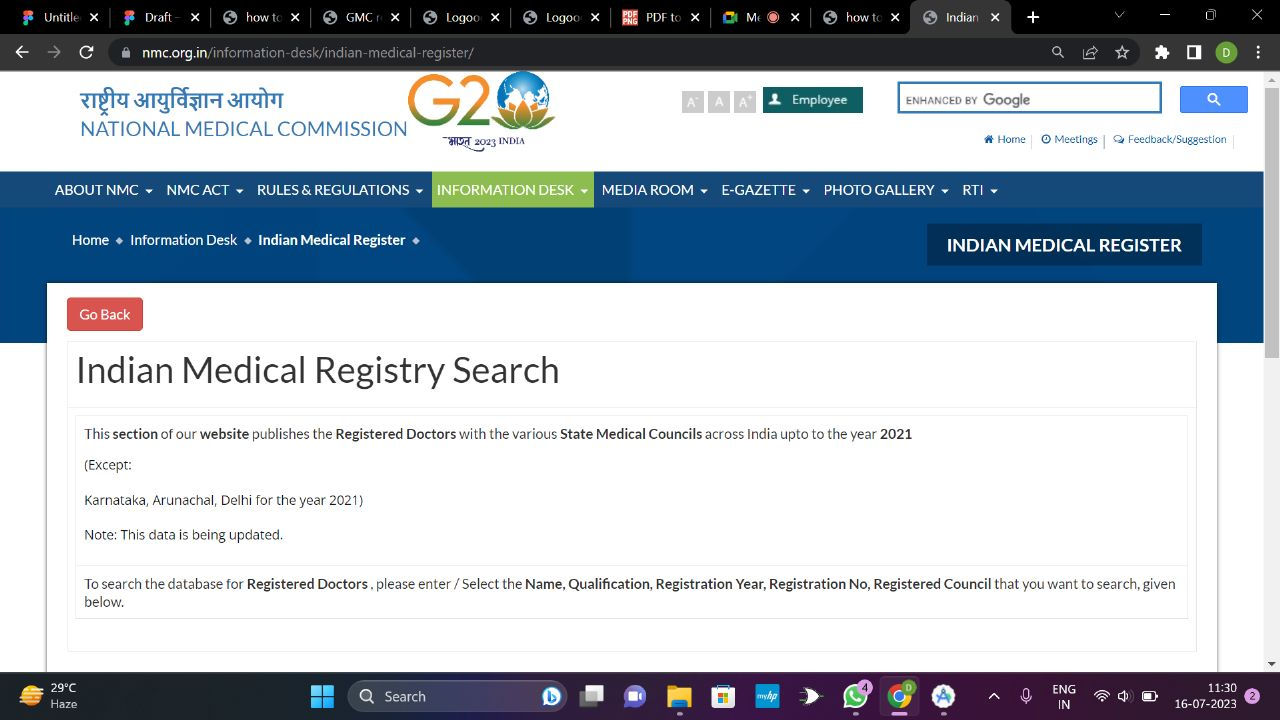 Untitle
Draft –
how to
GMC r
Logoo
Logoo
PDF PNG
PDF to
Me
how to
Indian
nmc.org.in/information-desk/indian-medical-register/
D
राष्ट्रीय आयुर्विज्ञान आयोग
NATIONAL MEDICAL COMMISSION
G20
भारत 2023 INDIA
A- A A+
Employee
ENHANCED BY Google
Home
Meetings
Feedback/Suggestion
ABOUT NMC NMC ACT RULES & REGULATIONS INFORMATION DESK MEDIA ROOM E-GAZETTE PHOTO GALLERY RTI
Home Information Desk Indian Medical Register
INDIAN MEDICAL REGISTER
Go Back
Indian Medical Registry Search
This section of our website publishes the Registered Doctors with the various State Medical Councils across India upto to the year 2021
(Except:
Karnataka, Arunachal, Delhi for the year 2021)
Note: This data is being updated.
To search the database for Registered Doctors , please enter / Select the Name, Qualification, Registration Year, Registration No, Registered Council that you want to search, given
below.
29°C
Haze
Search
myhp
4
D
ENG
IN
11:30
16-07-2023
2